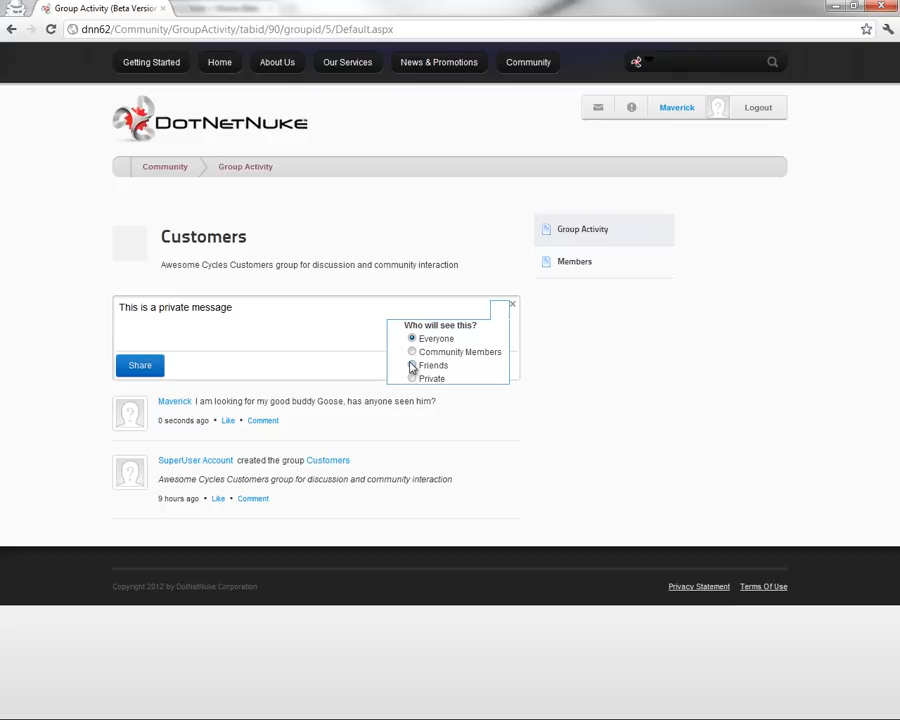 Group Activity (Beta Version
dnn62/Community/GroupActivity/tabid/90/groupid/5/Default.aspx
Getting Started Home About Us Our Services News & Promotions Community
DotNetNuke
Maverick Logout
Community Group Activity
Customers
Awesome Cycles Customers group for discussion and community interaction
Group Activity
Members
This is a private message
Who will see this?
Everyone
Community Members
Friends
Private
Share
Maverick I am looking for my good buddy Goose, has anyone seen him?
0 seconds ago • Like • Comment
SuperUser Account created the group Customers
Awesome Cycles Customers group for discussion and community interaction
9 hours ago • Like • Comment
Copyright 2012 by DotNetNuke Corporation
Privacy Statement Terms Of Use